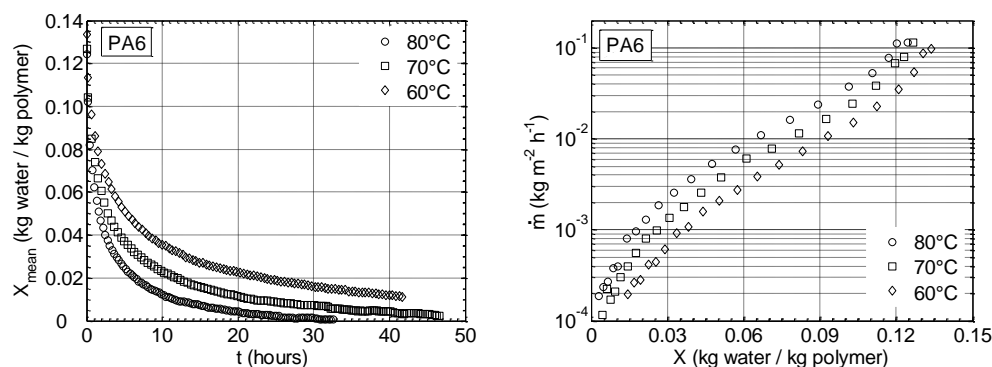 PA6
80°C
70°C
60°C
0.14
0.12
0.10
0.08
0.06
0.04
0.02
0
X_mean (kg water / kg polymer)
0 10 20 30 40 50
t (hours)
PA6
80°C
70°C
60°C
10^-1
10^-2
10^-3
10^-4
ṁ (kg m^-2 h^-1)
0 0.03 0.06 0.09 0.12 0.15
X (kg water / kg polymer)